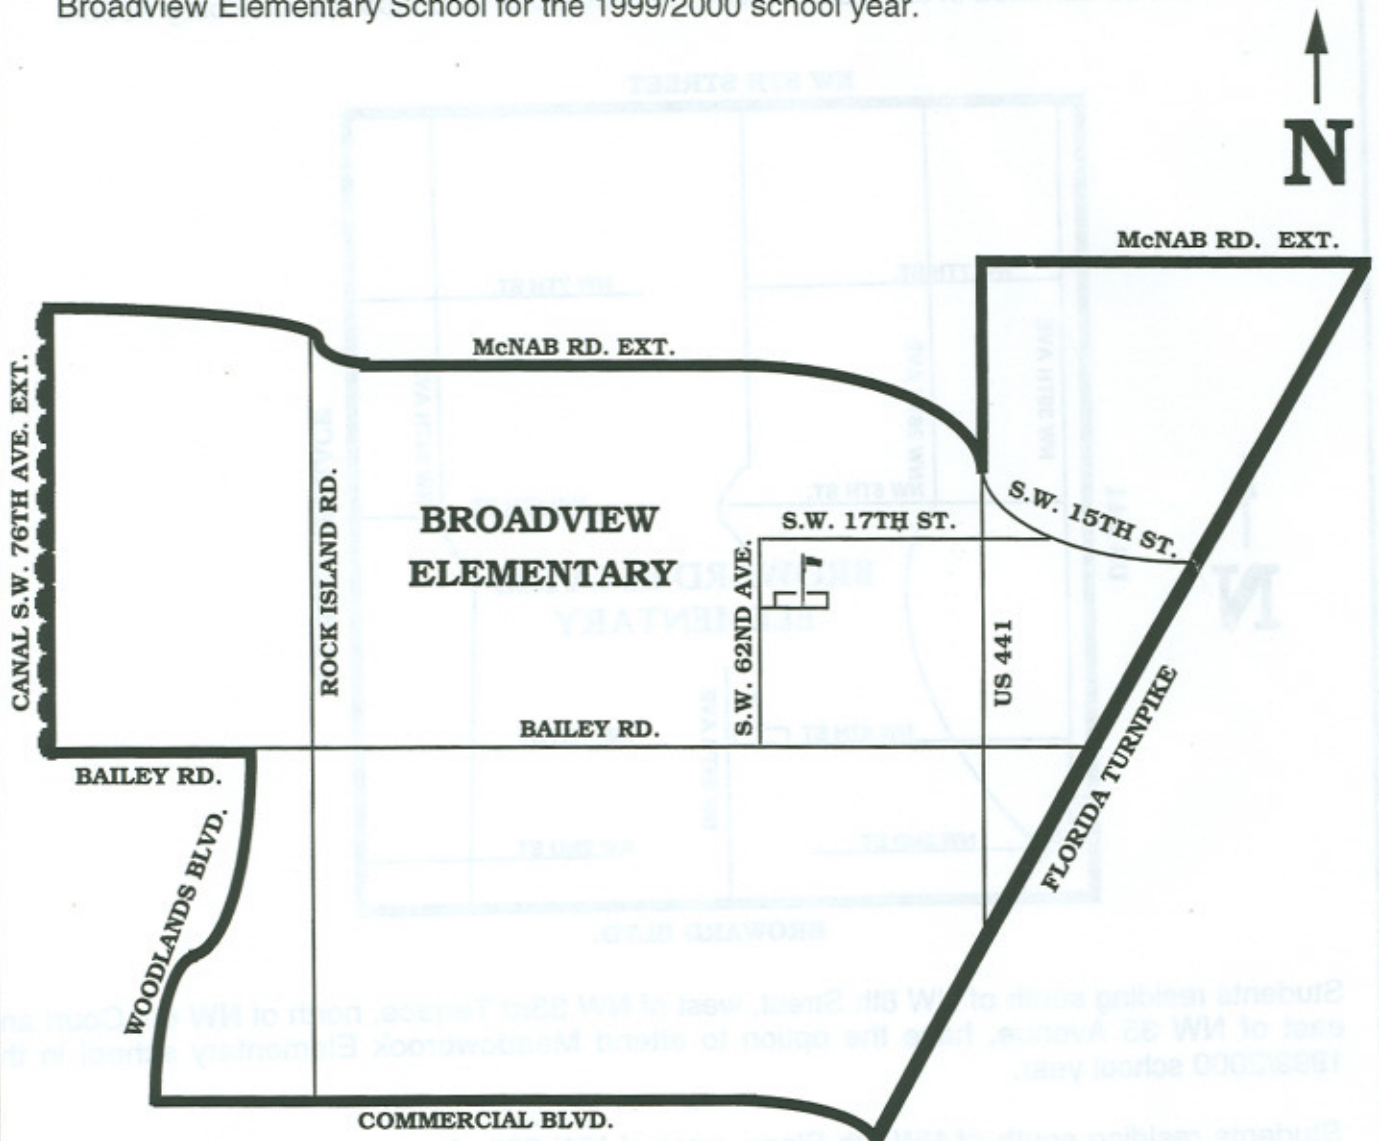 Broadview Elementary School for the 1999/2000 school year.
N
McNAB RD. EXT.
McNAB RD. EXT.
CANAL S.W. 76TH AVE. EXT.
ROCK ISLAND RD.
BROADVIEW
ELEMENTARY
S.W. 17TH ST.
S.W. 15TH ST.
S.W. 62ND AVE.
US 441
BAILEY RD.
BAILEY RD.
FLORIDA TURNPIKE
WOODLANDS BLVD.
COMMERCIAL BLVD.